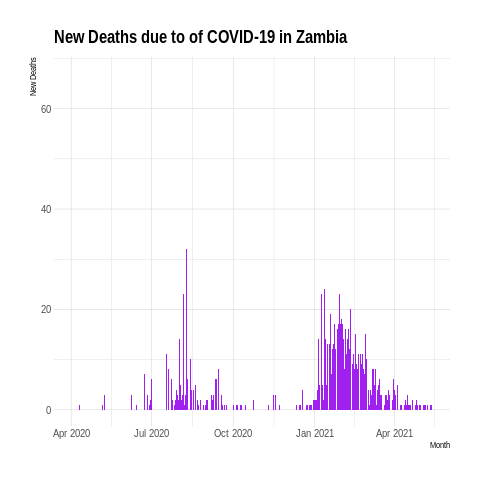 New Deaths due to of COVID-19 in Zambia
New Deaths
60
40
20
0
Apr 2020 Jul 2020 Oct 2020 Jan 2021 Apr 2021
Month